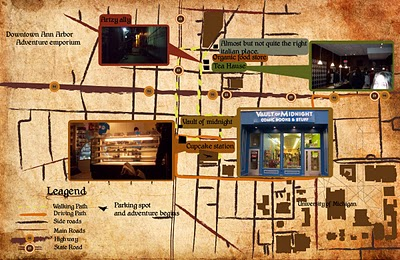 Artzy ally
Downtown Ann Arbor
Adventure emporium
Almost but not quite the right
italian place.
Organic food store
Tea House
Vault of midnight
VAULT OF MIDNIGHT
COMIC BOOKS & STUFF
Cupcake station
Leagend
Walking Path
Driving Path
Side roads
Main Roads
Highway
State Road
Parking spot
and adventure begins
University of Michigan